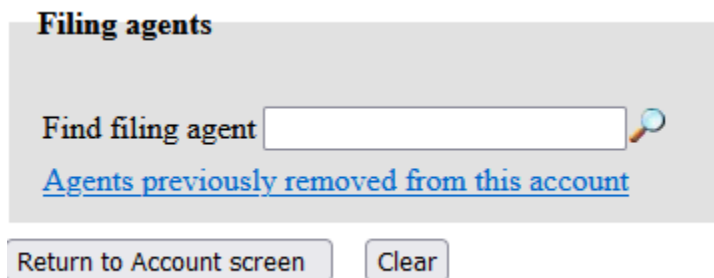 Filing agents
Find filing agent
Agents previously removed from this account
Return to Account screen Clear